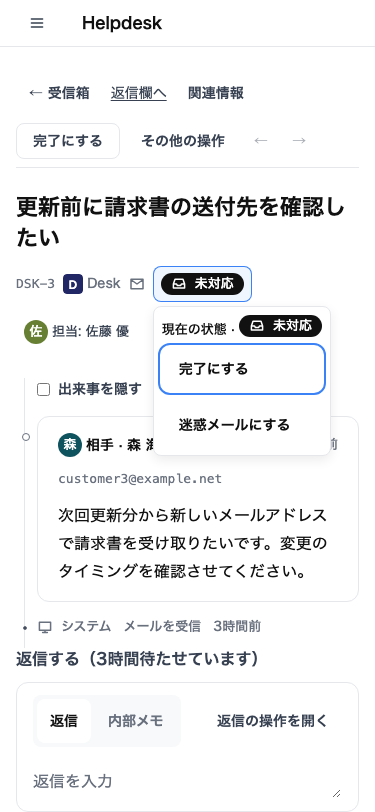 Helpdesk
← 受信箱 返信欄へ 関連情報
完了にする その他の操作 ← →
更新前に請求書の送付先を確認し
たい
DSK-3 D Desk 未対応
佐 担当: 佐藤 優
現在の状態 · 未対応
完了にする
迷惑メールにする
出来事を隠す
森 相手 · 森 前
customer3@example.net
次回更新分から新しいメールアドレス
で請求書を受け取りたいです。変更の
タイミングを確認させてください。
システム メールを受信 3時間前
返信する（3時間待たせています）
返信 内部メモ 返信の操作を開く
返信を入力